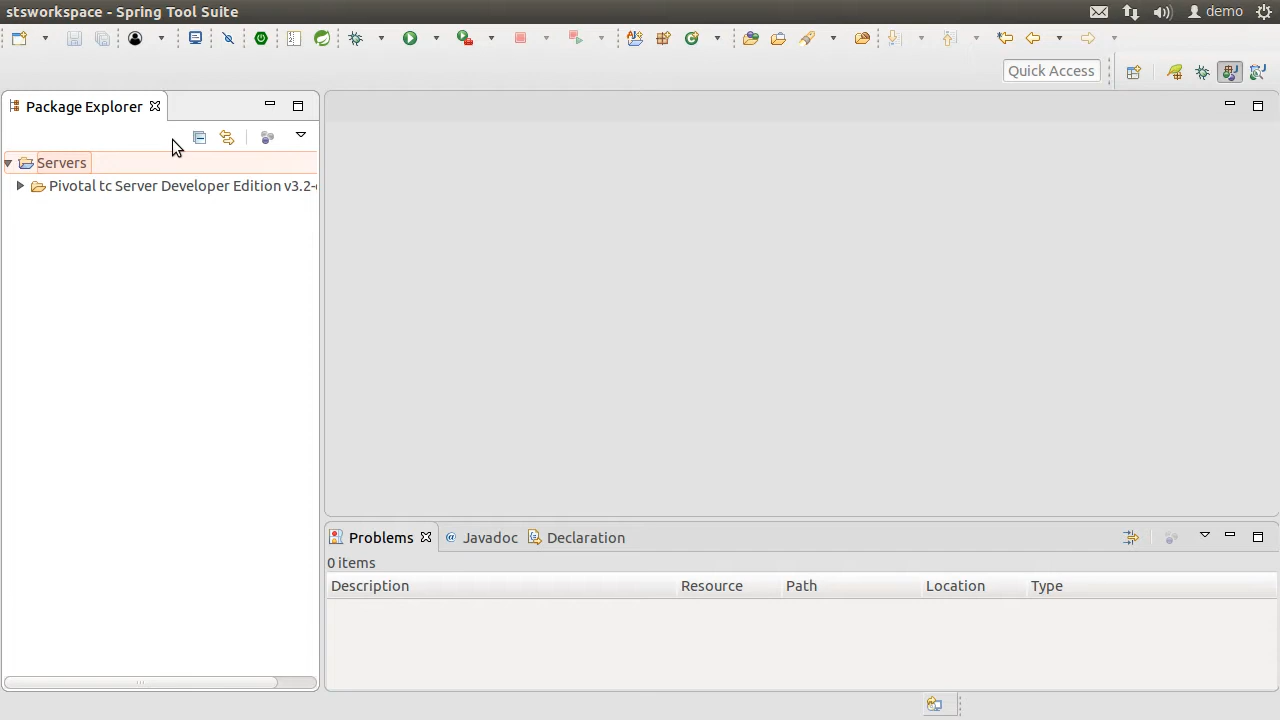 stsworkspace - Spring Tool Suite
demo
Quick Access
Package Explorer
Servers
Pivotal tc Server Developer Edition v3.2-
Problems
Javadoc
Declaration
0 items
Description
Resource
Path
Location
Type